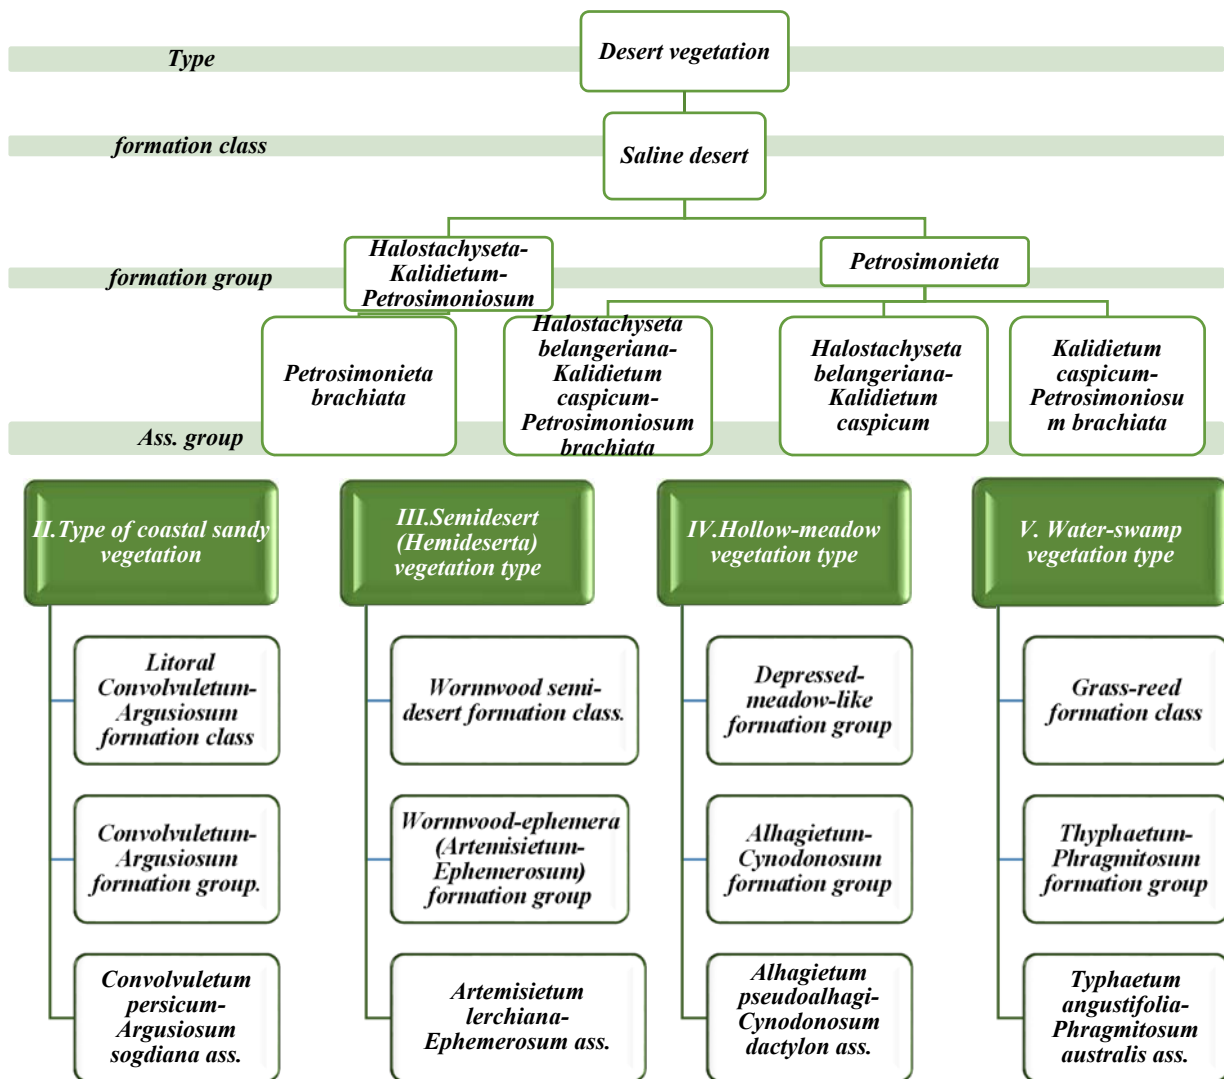 Type
Desert vegetation
formation class
Saline desert
formation group
Halostachyseta-
Kalidietum-
Petrosimoniosum
Petrosimonieta
Ass. group
Petrosimonieta
brachiata
Halostachyseta
belangeriana-
Kalidietum
caspicum-
Petrosimoniosum
brachiata
Halostachyseta
belangeriana-
Kalidietum
caspicum
Kalidietum
caspicum-
Petrosimoniosu
m brachiata
II.Type of coastal sandy
vegetation
Litoral
Convolvuletum-
Argusiosum
formation class
Convolvuletum-
Argusiosum
formation group.
Convolvuletum
persicum-
Argusiosum
sogdiana ass.
III.Semidesert
(Hemideserta)
vegetation type
Wormwood semi-
desert formation class.
Wormwood-ephemera
(Artemisietum-
Ephemerosum)
formation group
Artemisietum
lerchiana-
Ephemerosum ass.
IV.Hollow-meadow
vegetation type
Depressed-
meadow-like
formation group
Alhagietum-
Cynodonosum
formation group
Alhagietum
pseudoalhagi-
Cynodonosum
dactylon ass.
V. Water-swamp
vegetation type
Grass-reed
formation class
Thyphaetum-
Phragmitosum
formation group
Typhaetum
angustifolia-
Phragmitosum
australis ass.